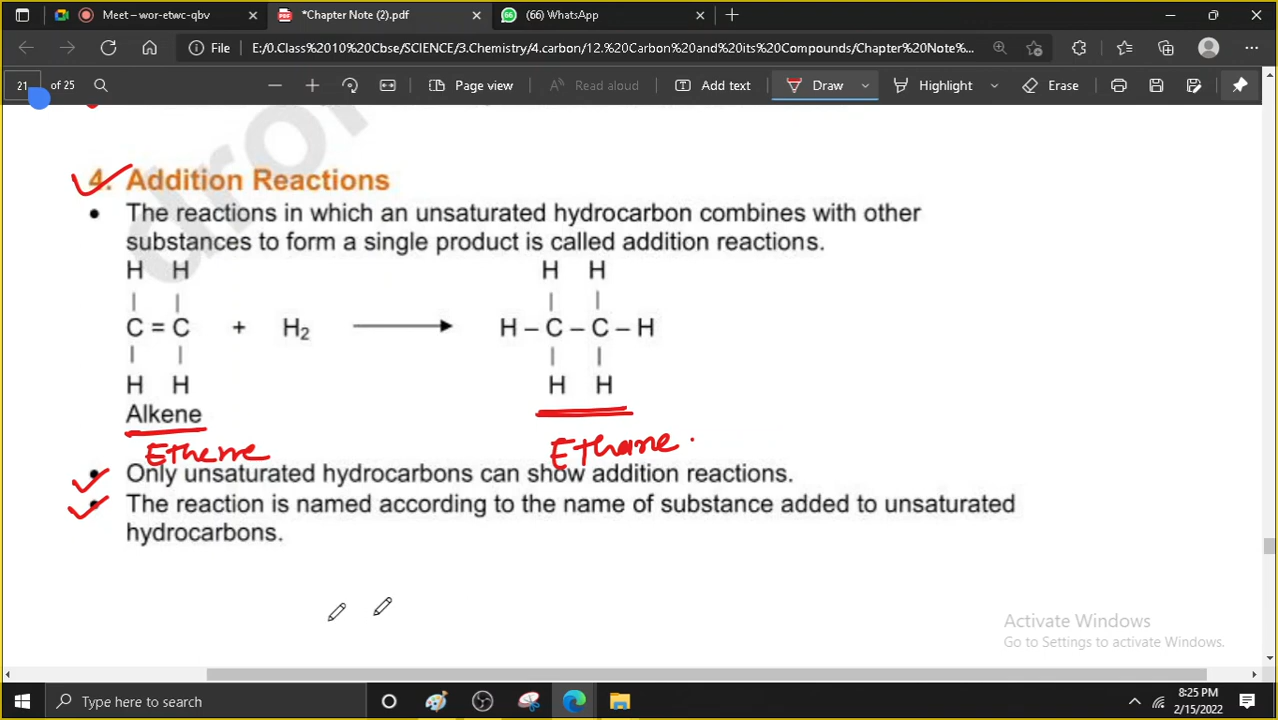 Meet – wor-etwc-qbv
*Chapter Note (2).pdf
(66) WhatsApp
File
E:/0.Class%2010%20Cbse/SCIENCE/3.Chemistry/4.carbon/12.%20Carbon%20and%20its%20Compounds/Chapter%20Note%...
21 of 25
Page view
Read aloud
Add text
Draw
Highlight
Erase
4. Addition Reactions
• The reactions in which an unsaturated hydrocarbon combines with other
substances to form a single product is called addition reactions.
H H H H
| | | |
C = C + H2 H – C – C – H
| | | |
H H H H
Alkene
Ethene Ethane
• Only unsaturated hydrocarbons can show addition reactions.
• The reaction is named according to the name of substance added to unsaturated
hydrocarbons.
Activate Windows
Go to Settings to activate Windows.
Type here to search
8:25 PM
2/15/2022